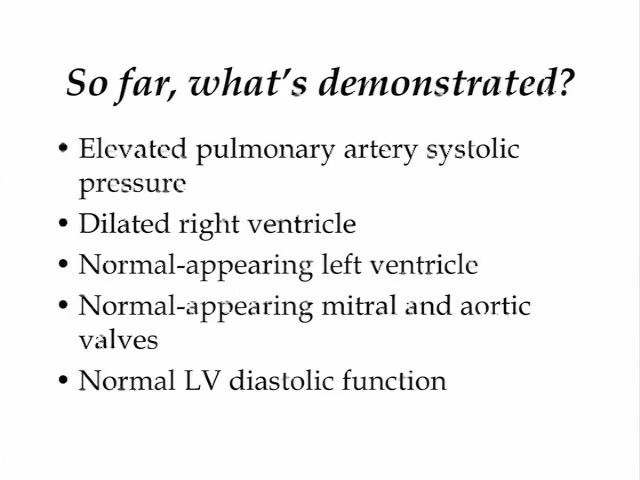 So far, what's demonstrated?
• Elevated pulmonary artery systolic
pressure
• Dilated right ventricle
• Normal-appearing left ventricle
• Normal-appearing mitral and aortic
valves
• Normal LV diastolic function